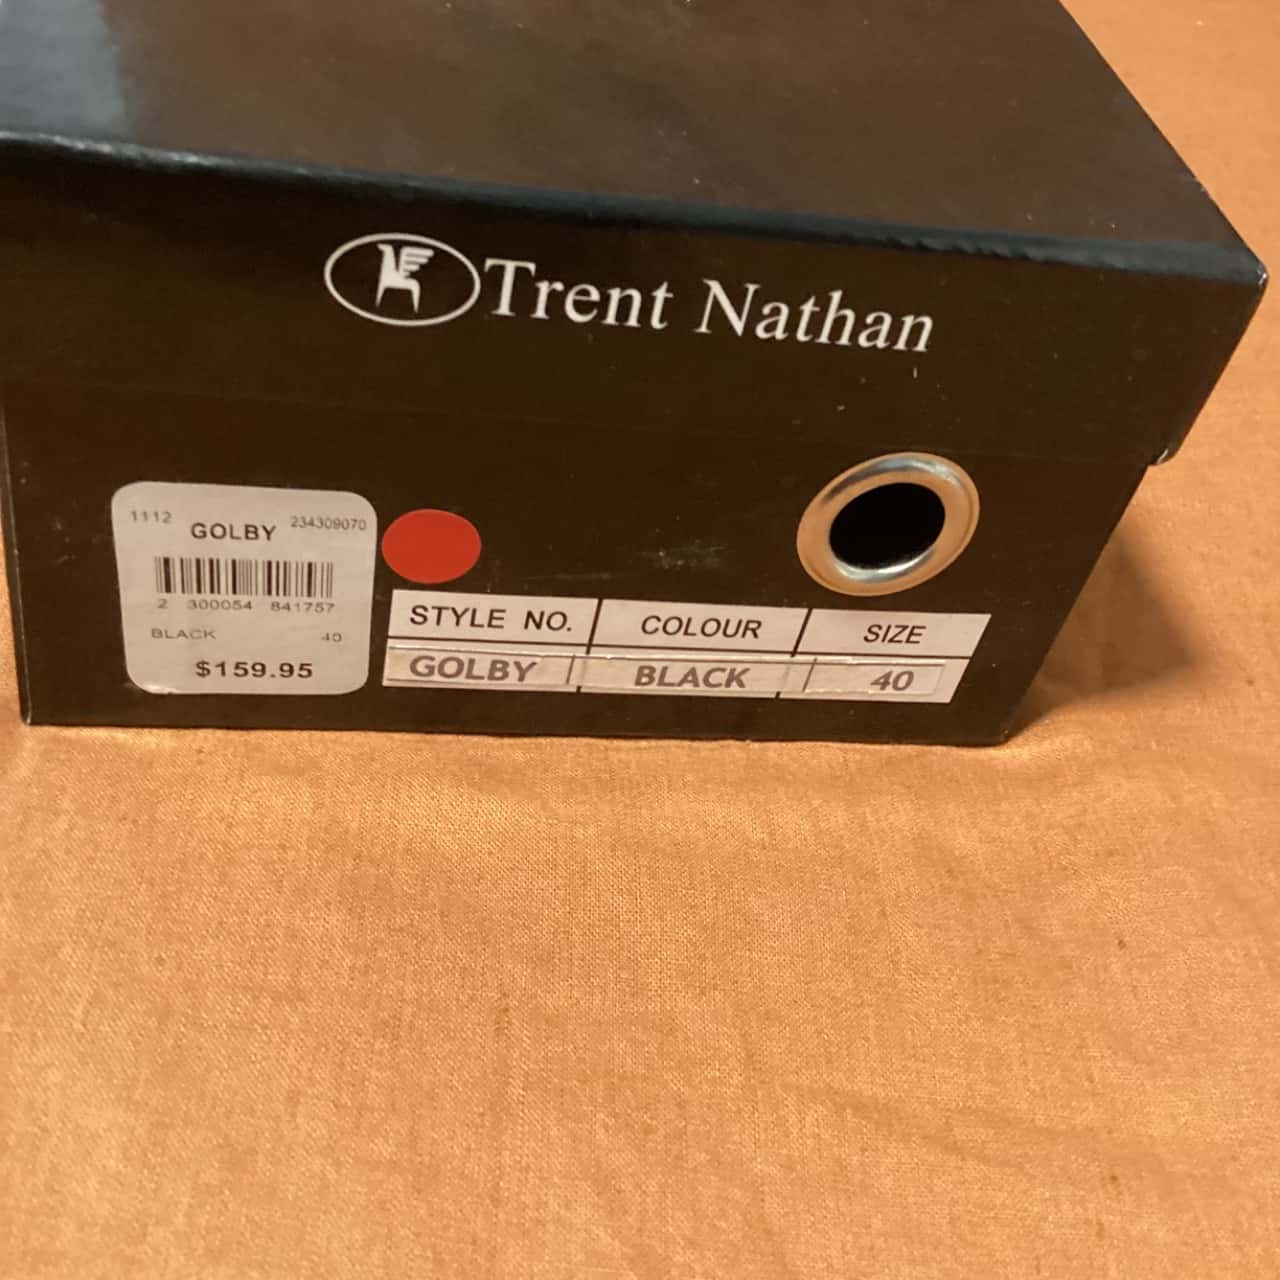 Trent Nathan
1112 GOLBY 234309070
2 300054 841757
BLACK 40
$159.95
STYLE NO. COLOUR SIZE
GOLBY BLACK 40